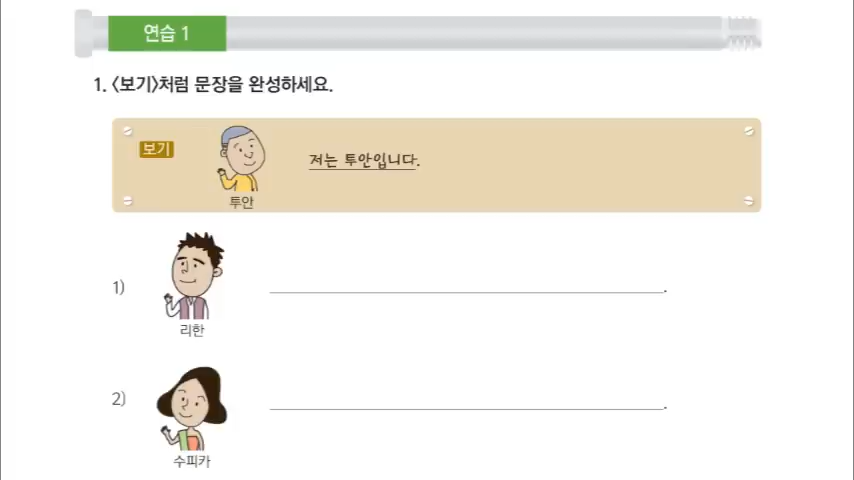 연습 1
1. 〈보기〉처럼 문장을 완성하세요.
보기
저는 투안입니다.
투안
1)
리한
2)
수피카